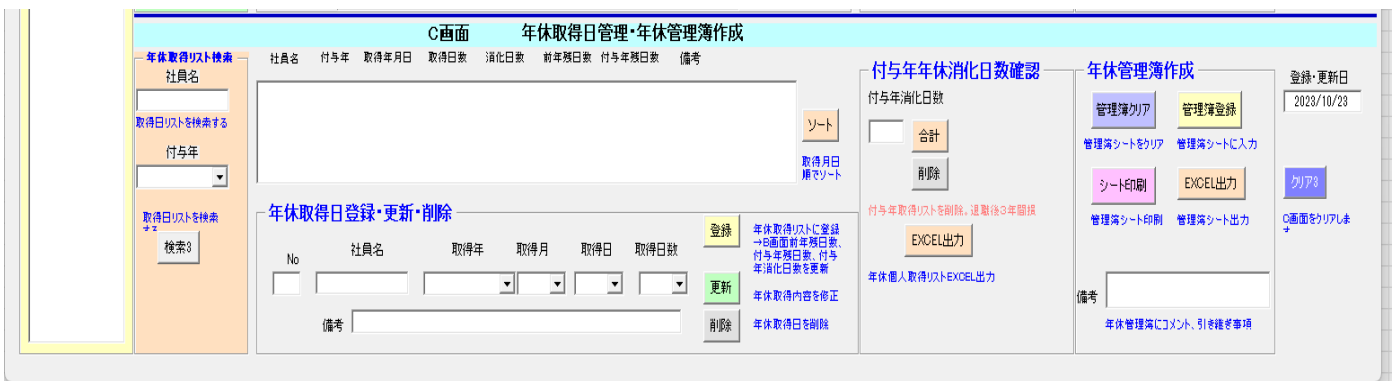 C画面 年休取得日管理・年休管理簿作成
年休取得リスト検索
社員名
取得日リストを検索する
付与年
取得日リストを検索
する
検索3
社員名 付与年 取得年月日 取得日数 消化日数 前年残日数 付与年残日数 備考
ソート
取得月日
順でソート
年休取得日登録・更新・削除
No 社員名 取得年 取得月 取得日 取得日数
備考
登録
年休取得リストに登録
→B画面前年残日数、
付与年残日数、付与
年消化日数を更新
更新
年休取得内容を修正
削除
年休取得日を削除
付与年年休消化日数確認
付与年消化日数
合計
削除
付与年取得リストを削除。退職後3年間損
EXCEL出力
年休個人取得リストEXCEL出力
年休管理簿作成
管理簿クリア 管理簿登録
管理簿シートをクリア 管理簿シートに入力
シート印刷 EXCEL出力
管理簿シート印刷 管理簿シート出力
備考
年休管理簿にコメント、引き継ぎ事項
登録・更新日
2023/10/23
クリア3
C画面をクリアしま
す